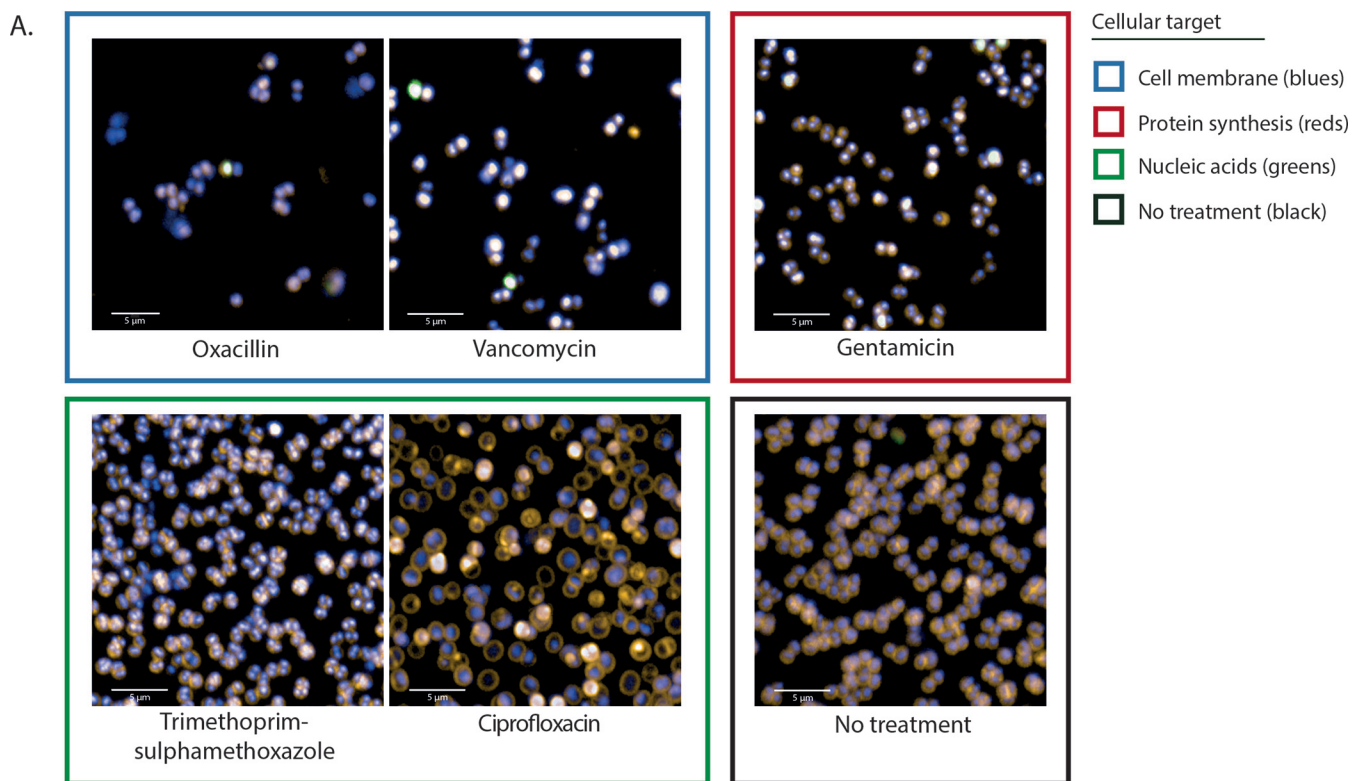 A.
Cellular target
Cell membrane (blues)
Protein synthesis (reds)
Nucleic acids (greens)
No treatment (black)
5 µm
5 µm
5 µm
Oxacillin
Vancomycin
Gentamicin
5 µm
5 µm
5 µm
Trimethoprim-
sulphamethoxazole
Ciprofloxacin
No treatment